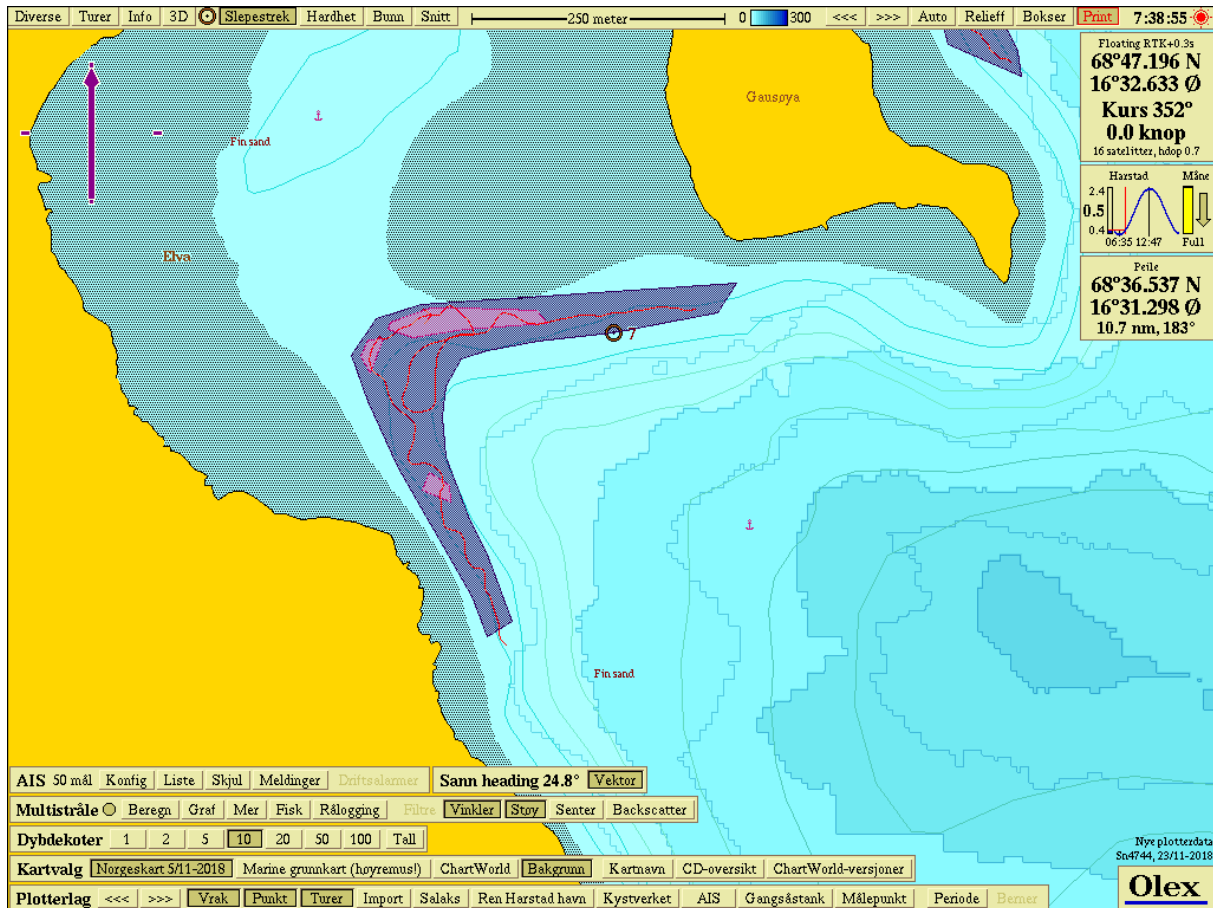 Diverse Turer Info 3D Slepestrek Hardhet Bunn Snitt 250 meter 0 300 <<< >>> Auto Relieff Bokser Print 7:38:55
Floating RTK+0.3s
68°47.196 N
16°32.633 Ø
Kurs 352°
0.0 knop
16 satelitter, hdop 0.7
Gausøya
Fin sand
Harstad Måne
2.4
0.5
0.4
06:35 12:47 Full
Elva
Peile
68°36.537 N
16°31.298 Ø
10.7 nm, 183°
7
Fin sand
AIS 50 mål Konfig Liste Skjul Meldinger Driftsalarmer Sann heading 24.8° Vektor
Multistråle Beregn Graf Mer Fisk Rålogging Filtre Vinkler Støy Senter Backscatter
Dybdekoter 1 2 5 10 20 50 100 Tall
Nye plotterdata
Sn4744, 23/11-2018
Kartvalg Norgeskart 5/11-2018 Marine grunnkart (høyremus!) ChartWorld Bakgrunn Kartnavn CD-oversikt ChartWorld-versjoner
Olex
Plotterlag <<< >>> Vrak Punkt Turer Import Salaks Ren Harstad havn Kystverket AIS Gangsåstank Målepunkt Periode Berner